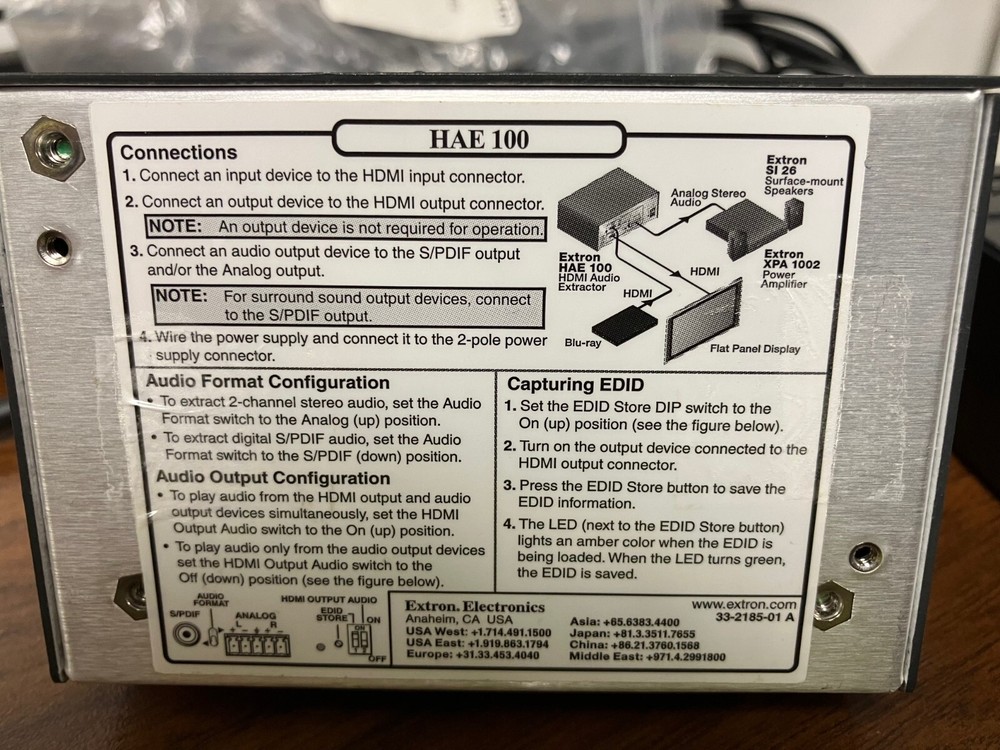 HAE 100
Connections
1. Connect an input device to the HDMI input connector.
2. Connect an output device to the HDMI output connector.
NOTE: An output device is not required for operation.
3. Connect an audio output device to the S/PDIF output
and/or the Analog output.
NOTE: For surround sound output devices, connect
to the S/PDIF output.
4. Wire the power supply and connect it to the 2-pole power
supply connector.
Extron
SI 26
Surface-mount
Speakers
Analog Stereo
Audio
Extron
HAE 100
HDMI Audio
Extractor
HDMI
Extron
XPA 1002
Power
Amplifier
HDMI
Blu-ray
Flat Panel Display
Audio Format Configuration
• To extract 2-channel stereo audio, set the Audio
Format switch to the Analog (up) position.
• To extract digital S/PDIF audio, set the Audio
Format switch to the S/PDIF (down) position.
Audio Output Configuration
• To play audio from the HDMI output and audio
output devices simultaneously, set the HDMI
Output Audio switch to the On (up) position.
• To play audio only from the audio output devices
set the HDMI Output Audio switch to the
Off (down) position (see the figure below).
Capturing EDID
1. Set the EDID Store DIP switch to the
On (up) position (see the figure below).
2. Turn on the output device connected to the
HDMI output connector.
3. Press the EDID Store button to save the
EDID information.
4. The LED (next to the EDID Store button)
lights an amber color when the EDID is
being loaded. When the LED turns green,
the EDID is saved.
AUDIO
FORMAT
S/PDIF
ANALOG
L R
HDMI OUTPUT AUDIO
EDID
STORE
ON
ON
OFF
Extron Electronics
Anaheim, CA USA
USA West: +1.714.491.1500
USA East: +1.919.863.1794
Europe: +31.33.453.4040
www.extron.com
33-2185-01 A
Asia: +65.6383.4400
Japan: +81.3.3511.7655
China: +86.21.3760.1568
Middle East: +971.4.2991800